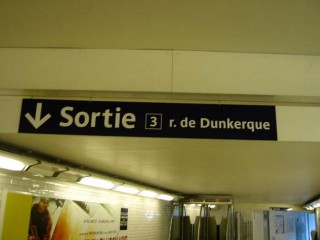 Sortie 3 r. de Dunkerque